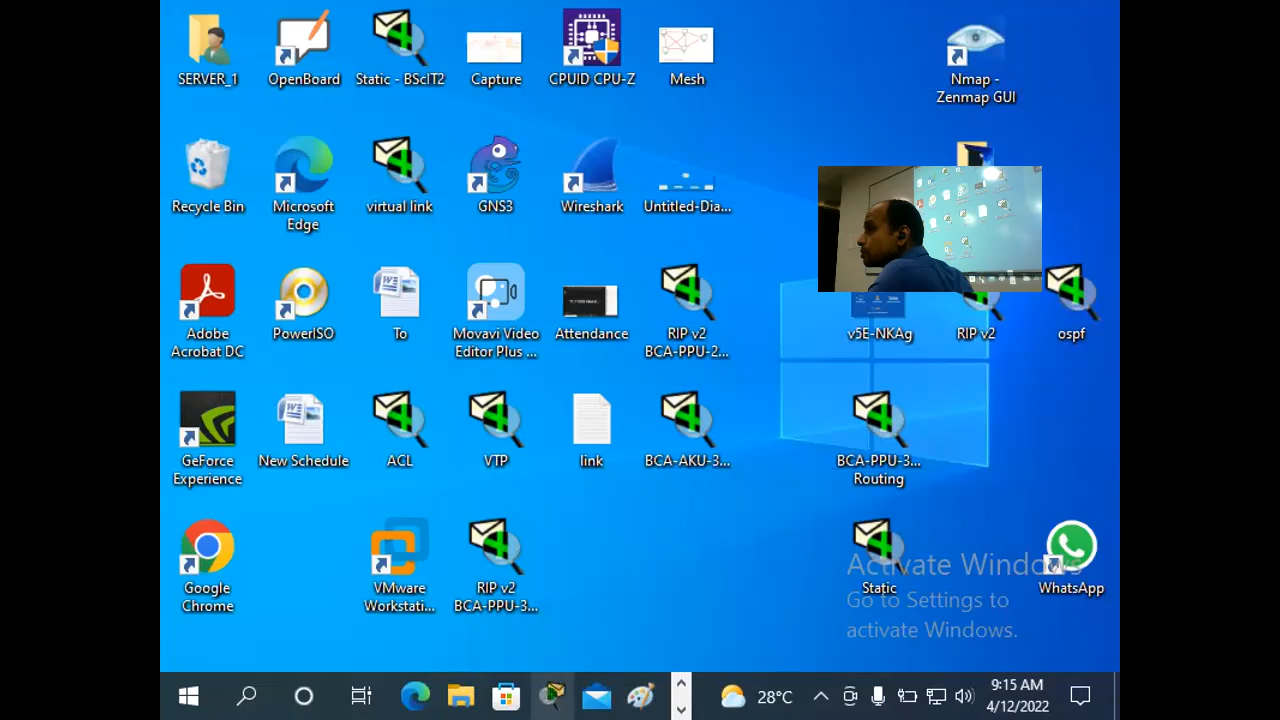 SERVER_1
OpenBoard
Static - BScIT2
Capture
CPUID CPU-Z
Mesh
Nmap -
Zenmap GUI
Recycle Bin
Microsoft
Edge
virtual link
GNS3
Wireshark
Untitled-Dia...
Adobe
Acrobat DC
PowerISO
To
Movavi Video
Editor Plus ...
Attendance
RIP v2
BCA-PPU-2...
v5E-NKAg
RIP v2
ospf
GeForce
Experience
New Schedule
ACL
VTP
link
BCA-AKU-3...
BCA-PPU-3...
Routing
Google
Chrome
VMware
Workstati...
RIP v2
BCA-PPU-3...
Static
WhatsApp
Activate Windows
Go to Settings to
activate Windows.
28°C
9:15 AM
4/12/2022